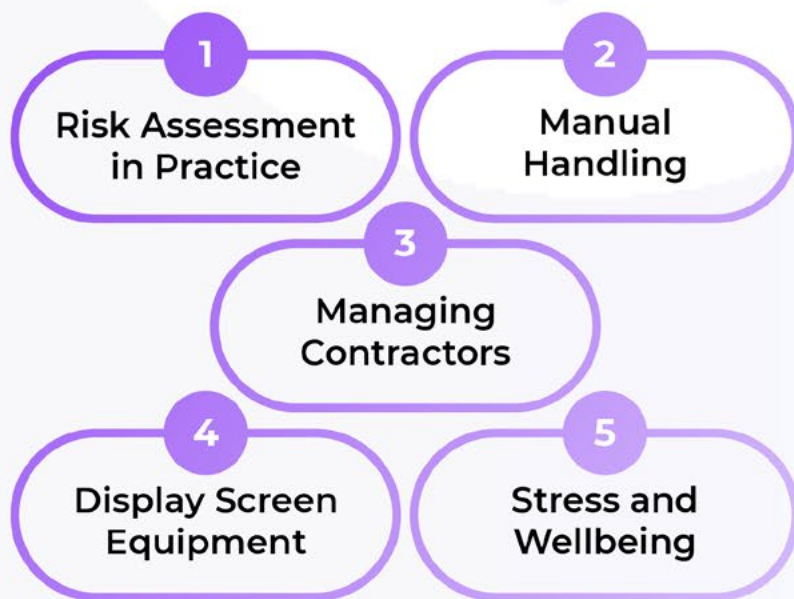 1
Risk Assessment
in Practice
2
Manual
Handling
3
Managing
Contractors
4
Display Screen
Equipment
5
Stress and
Wellbeing